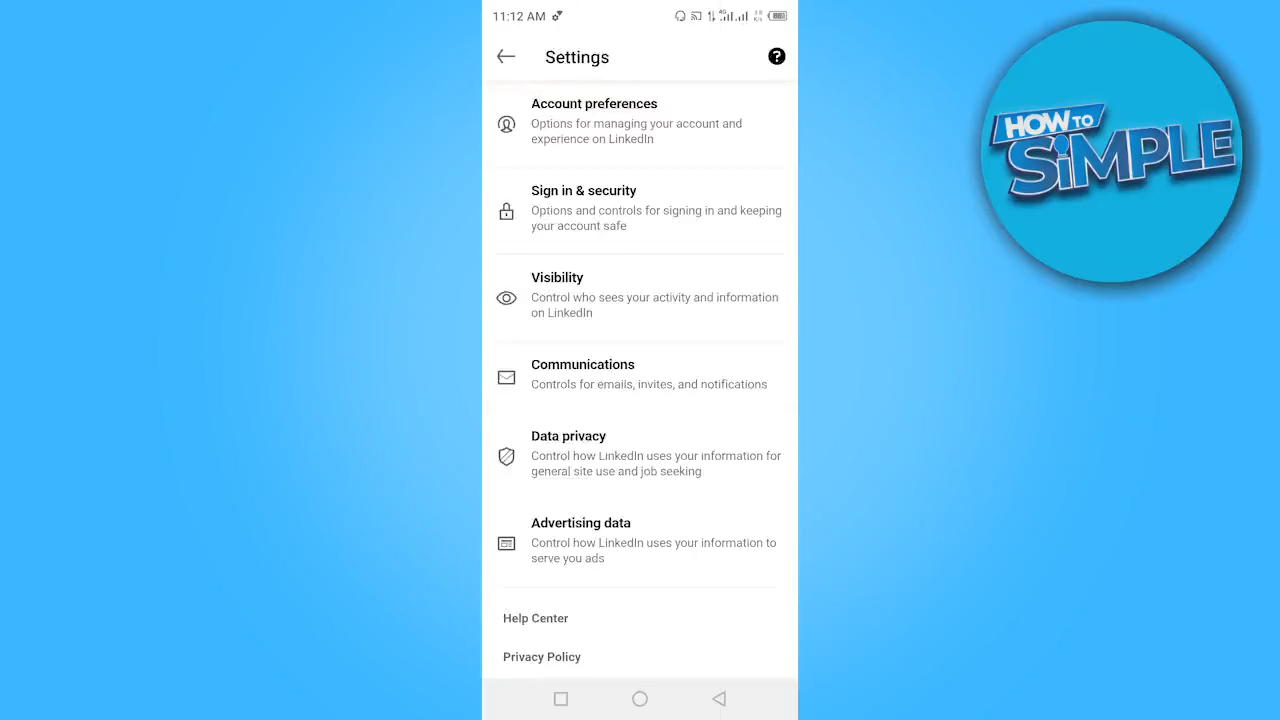 11:12 AM
4G
Settings
?
HOW TO
SiMPLE
Account preferences
Options for managing your account and
experience on LinkedIn
Sign in & security
Options and controls for signing in and keeping
your account safe
Visibility
Control who sees your activity and information
on LinkedIn
Communications
Controls for emails, invites, and notifications
Data privacy
Control how LinkedIn uses your information for
general site use and job seeking
Advertising data
Control how LinkedIn uses your information to
serve you ads
Help Center
Privacy Policy